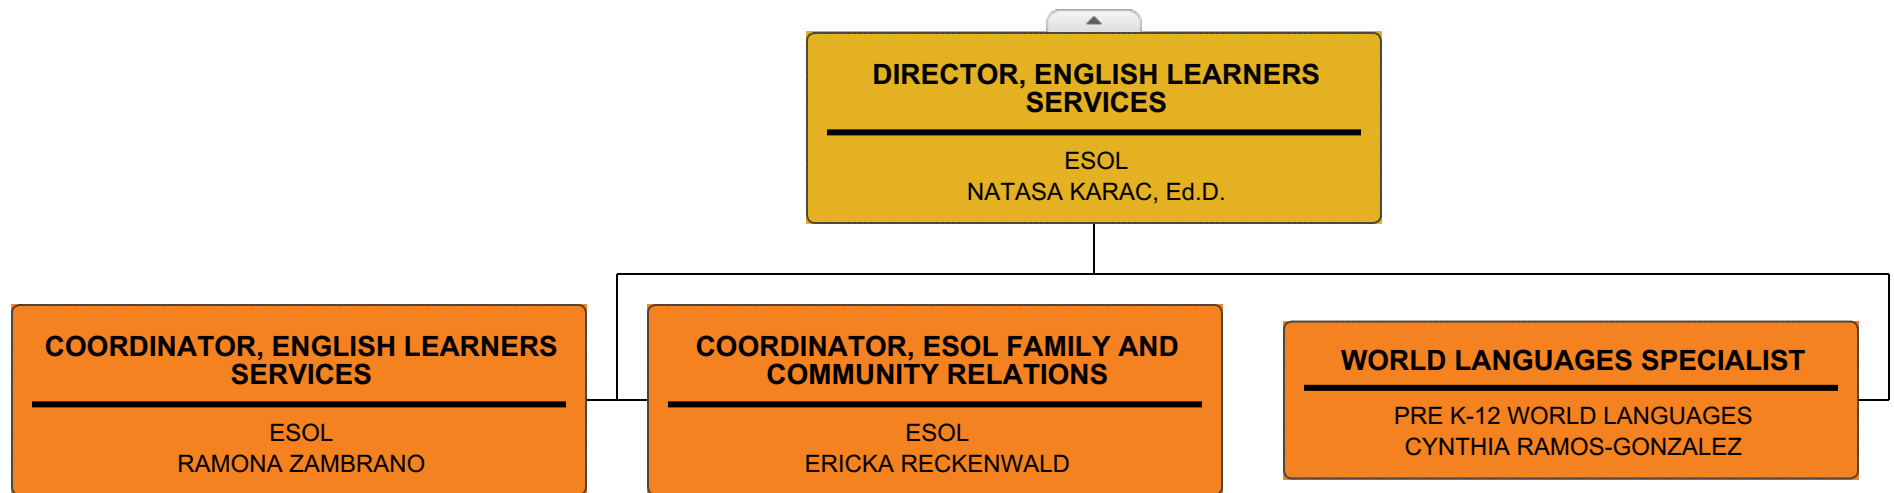 DIRECTOR, ENGLISH LEARNERS
SERVICES
ESOL
NATASA KARAC, Ed.D.
COORDINATOR, ENGLISH LEARNERS
SERVICES
ESOL
RAMONA ZAMBRANO
COORDINATOR, ESOL FAMILY AND
COMMUNITY RELATIONS
ESOL
ERICKA RECKENWALD
WORLD LANGUAGES SPECIALIST
PRE K-12 WORLD LANGUAGES
CYNTHIA RAMOS-GONZALEZ